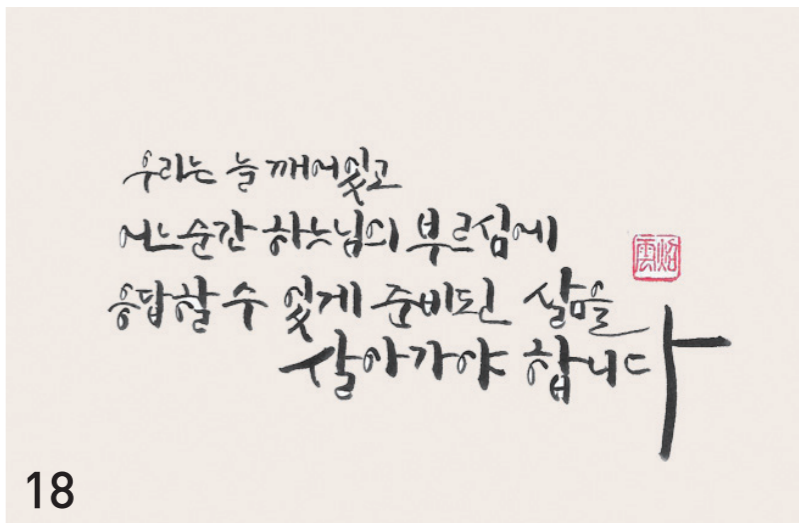 우리는 늘 깨어있고
어느 순간 하느님의 부르심에
응답할 수 있게 준비된 삶을
살아가야 합니다
雲
18